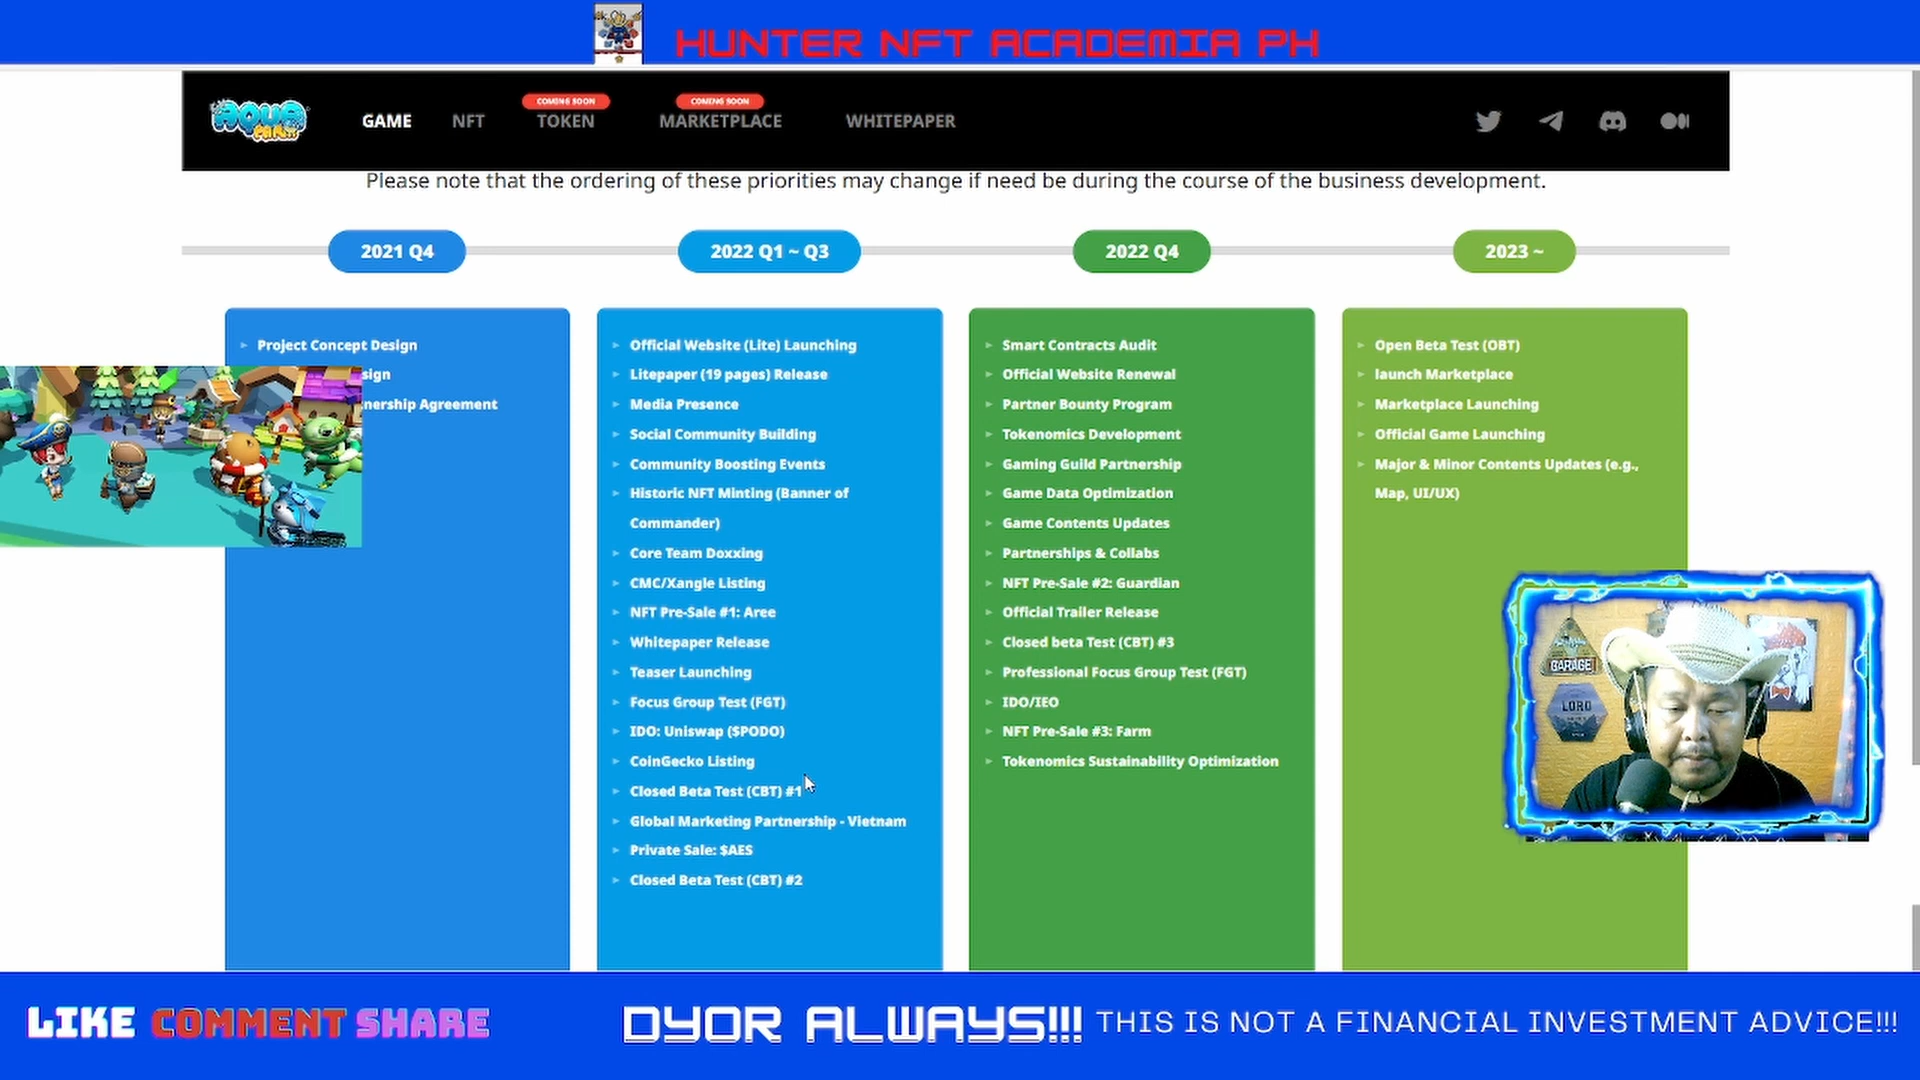 HUNTER NFT ACADEMIA PH
AQUA
GAME
NFT
COMING SOON
TOKEN
COMING SOON
MARKETPLACE
WHITEPAPER
Please note that the ordering of these priorities may change if need be during the course of the business development.
2021 Q4
2022 Q1 ~ Q3
2022 Q4
2023 ~
Project Concept Design
sign
nership Agreement
Official Website (Lite) Launching
Litepaper (19 pages) Release
Media Presence
Social Community Building
Community Boosting Events
Historic NFT Minting (Banner of
Commander)
Core Team Doxxing
CMC/Xangle Listing
NFT Pre-Sale #1: Aree
Whitepaper Release
Teaser Launching
Focus Group Test (FGT)
IDO: Uniswap ($PODO)
CoinGecko Listing
Closed Beta Test (CBT) #1
Global Marketing Partnership - Vietnam
Private Sale: $AES
Closed Beta Test (CBT) #2
Smart Contracts Audit
Official Website Renewal
Partner Bounty Program
Tokenomics Development
Gaming Guild Partnership
Game Data Optimization
Game Contents Updates
Partnerships & Collabs
NFT Pre-Sale #2: Guardian
Official Trailer Release
Closed beta Test (CBT) #3
Professional Focus Group Test (FGT)
IDO/IEO
NFT Pre-Sale #3: Farm
Tokenomics Sustainability Optimization
Open Beta Test (OBT)
launch Marketplace
Marketplace Launching
Official Game Launching
Major & Minor Contents Updates (e.g.,
Map, UI/UX)
GARAGE
LORD
LIKE COMMENT SHARE
DYOR ALWAYS!!! THIS IS NOT A FINANCIAL INVESTMENT ADVICE!!!